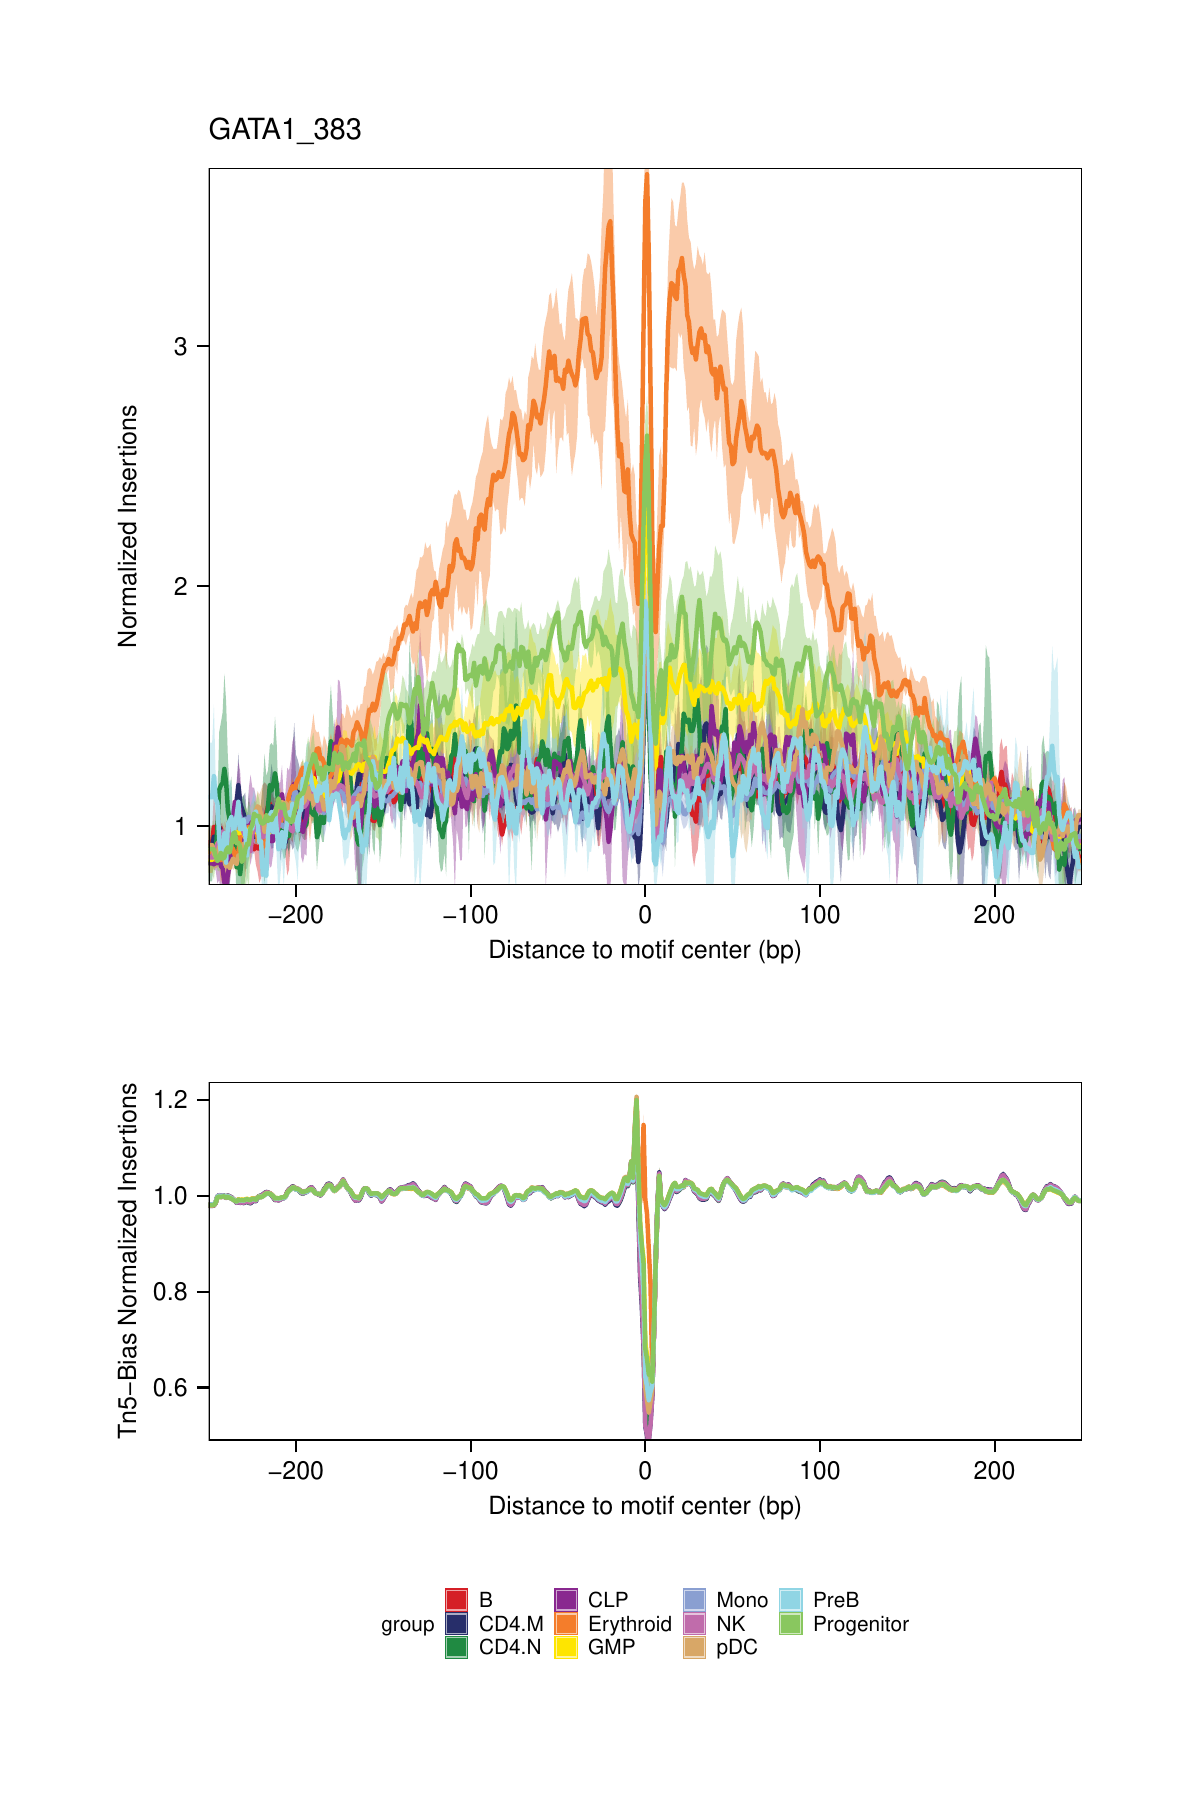 GATA1_383
Normalized Insertions
3
2
1
−200 −100 0 100 200
Distance to motif center (bp)
Tn5−Bias Normalized Insertions
1.2
1.0
0.8
0.6
−200 −100 0 100 200
Distance to motif center (bp)
group
B CLP Mono PreB
CD4.M Erythroid NK Progenitor
CD4.N GMP pDC